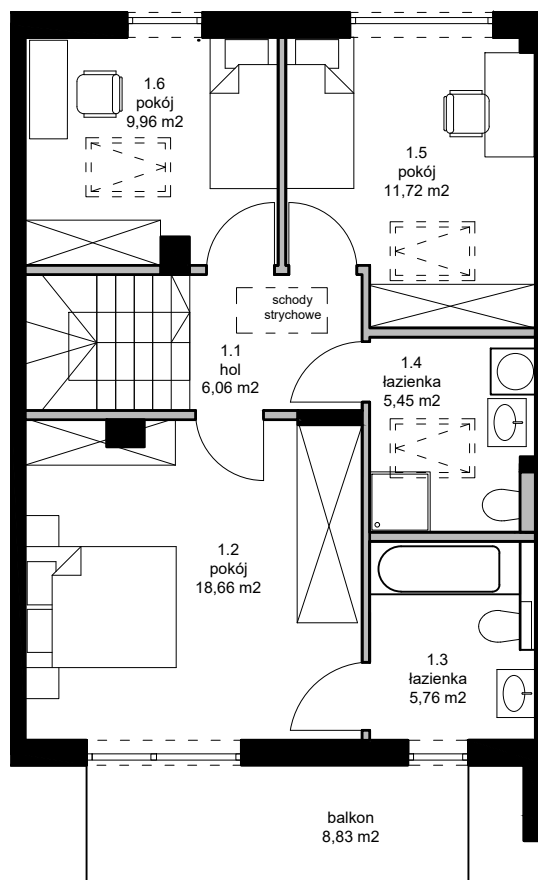 1.6
pokój
9,96 m2
1.5
pokój
11,72 m2
schody
strychowe
1.1
hol
6,06 m2
1.4
łazienka
5,45 m2
1.2
pokój
18,66 m2
1.3
łazienka
5,76 m2
balkon
8,83 m2